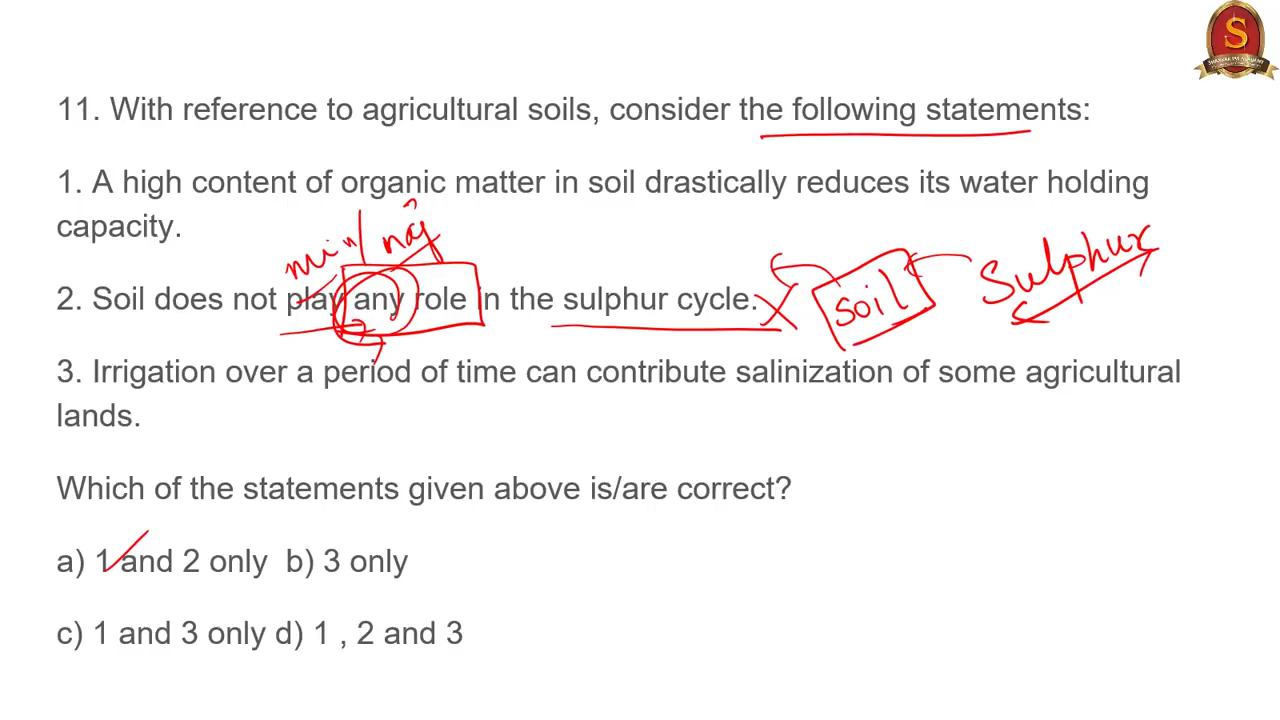 S
11. With reference to agricultural soils, consider the following statements:
1. A high content of organic matter in soil drastically reduces its water holding
capacity.
min/ maj
2. Soil does not play any role in the sulphur cycle.
soil
Sulphur
3. Irrigation over a period of time can contribute salinization of some agricultural
lands.
Which of the statements given above is/are correct?
a) 1 and 2 only b) 3 only
c) 1 and 3 only d) 1 , 2 and 3